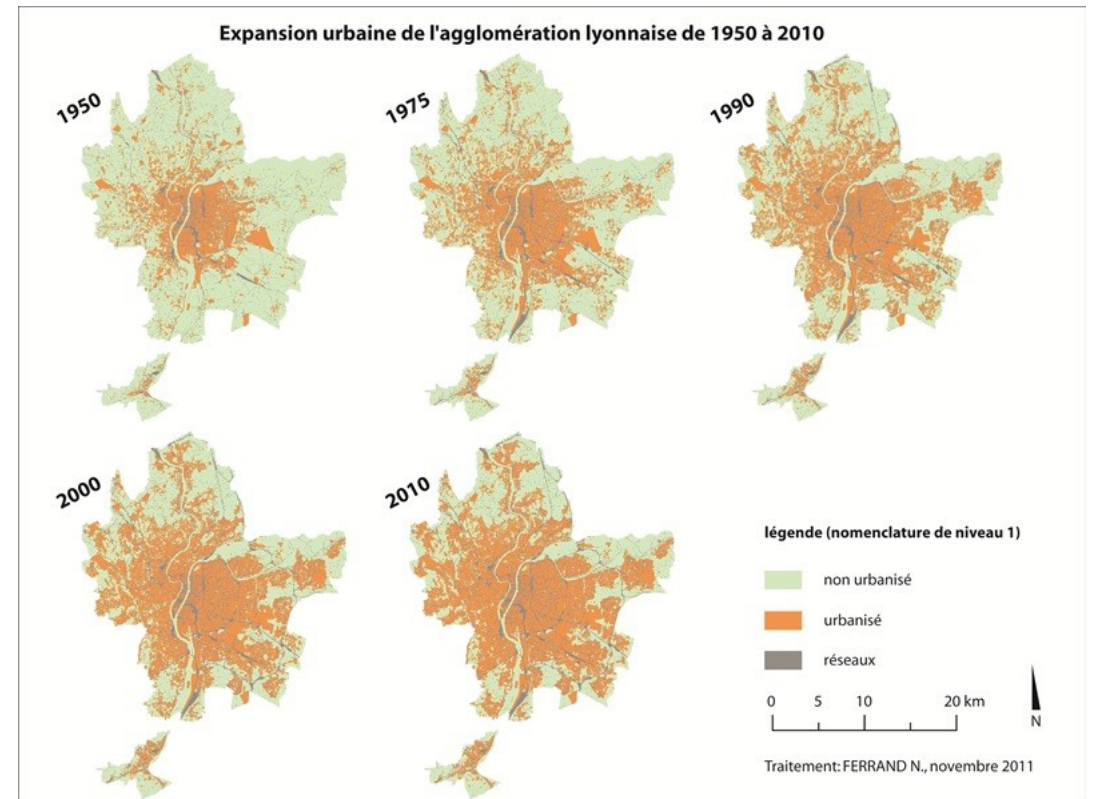 Expansion urbaine de l'agglomération lyonnaise de 1950 à 2010
1950
1975
1990
2000
2010
légende (nomenclature de niveau 1)
non urbanisé
urbanisé
réseaux
0 5 10 20 km
N
Traitement: FERRAND N., novembre 2011